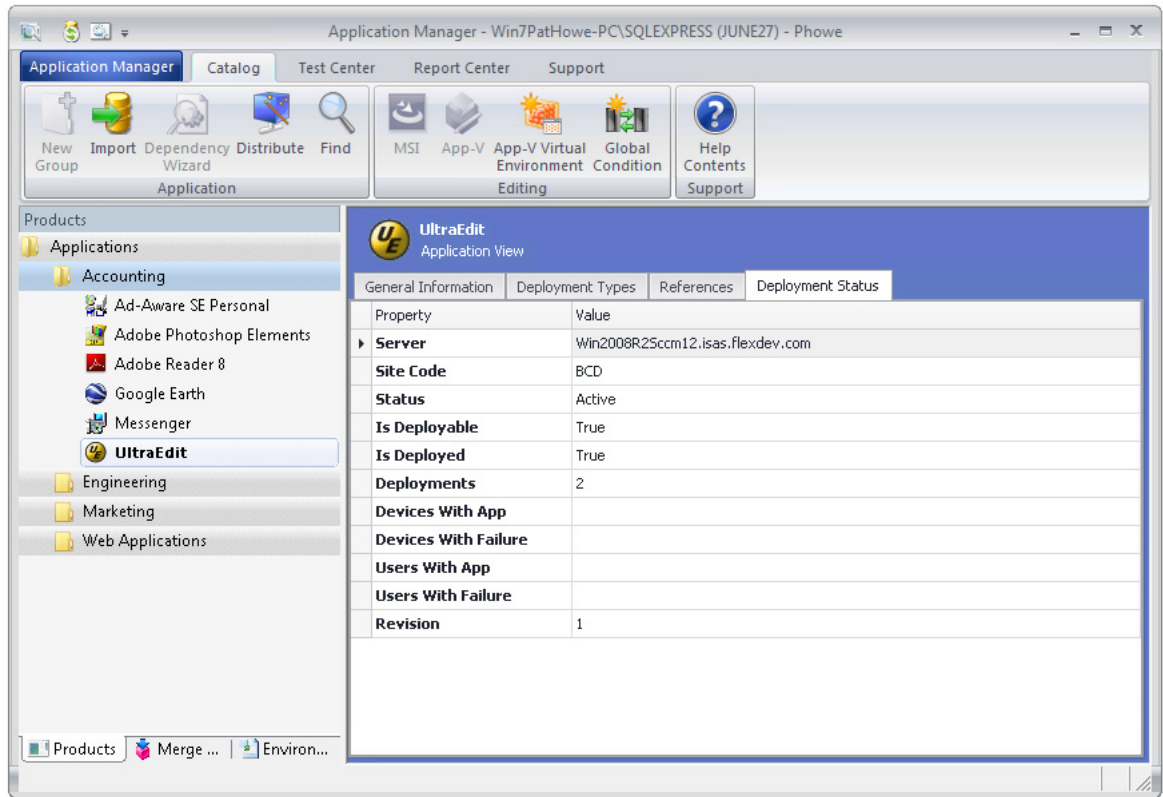 Application Manager - Win7PatHowe-PC\SQLEXPRESS (JUNE27) - Phowe
Application Manager Catalog Test Center Report Center Support
New Group
Import
Dependency Wizard
Distribute
Find
MSI
App-V
App-V Virtual Environment
Global Condition
Help Contents
Application Editing Support
Products
Applications
Accounting
Ad-Aware SE Personal
Adobe Photoshop Elements
Adobe Reader 8
Google Earth
Messenger
UltraEdit
Engineering
Marketing
Web Applications
Products Merge ... Environ...
UltraEdit
Application View
General Information Deployment Types References Deployment Status
Property Value
Server Win2008R2Sccm12.isas.flexdev.com
Site Code BCD
Status Active
Is Deployable True
Is Deployed True
Deployments 2
Devices With App
Devices With Failure
Users With App
Users With Failure
Revision 1